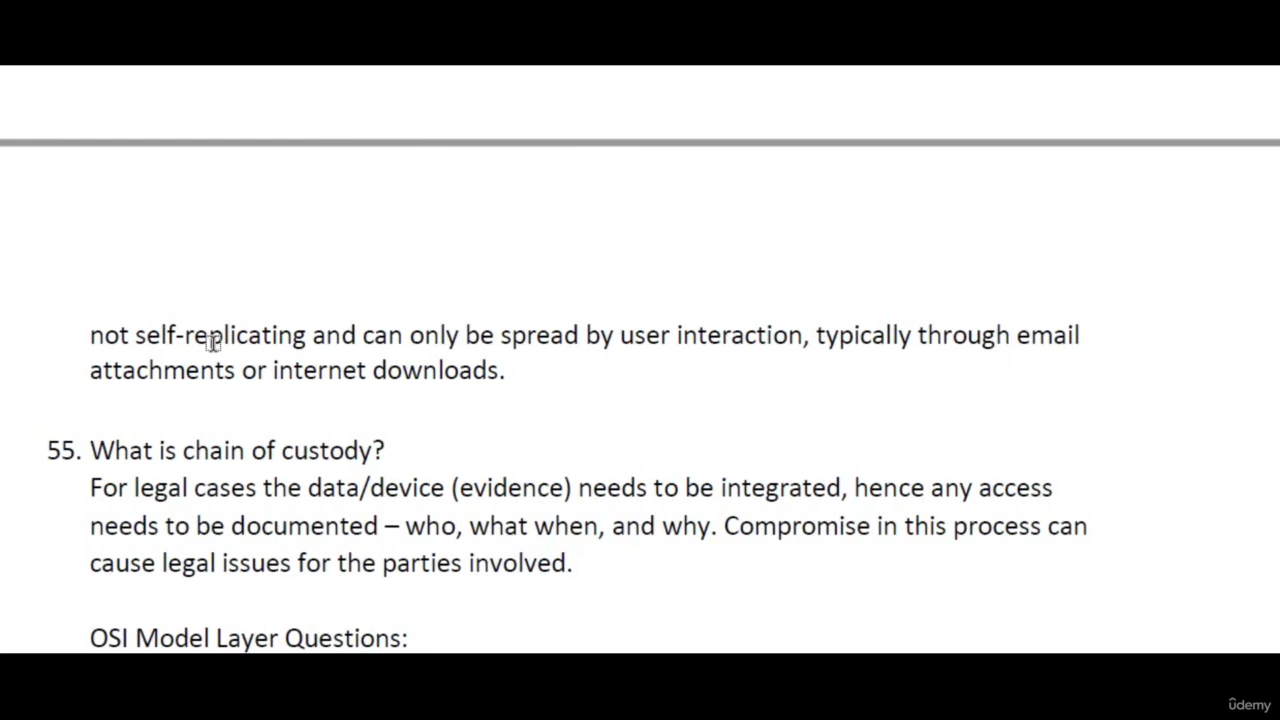 not self-replicating and can only be spread by user interaction, typically through email
attachments or internet downloads.
55. What is chain of custody?
For legal cases the data/device (evidence) needs to be integrated, hence any access
needs to be documented – who, what when, and why. Compromise in this process can
cause legal issues for the parties involved.
OSI Model Layer Questions:
ûdemy